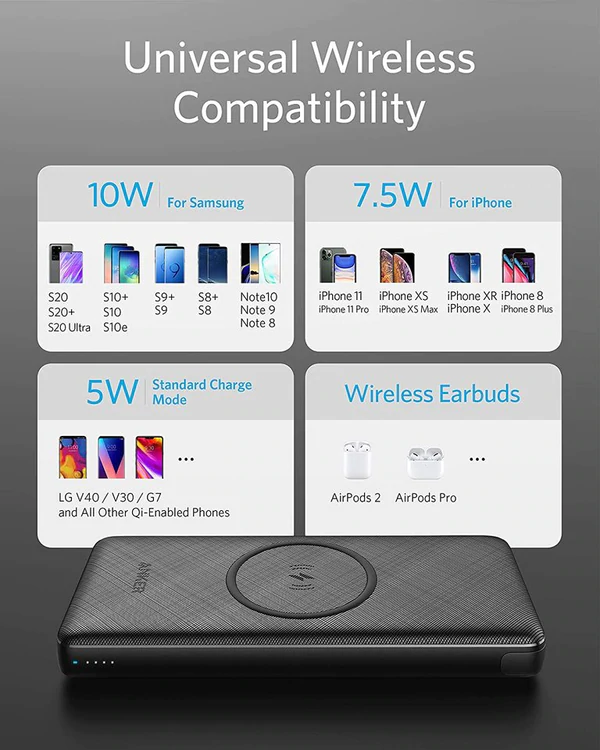 Universal Wireless
Compatibility
10W For Samsung
S20
S20+
S20 Ultra
S10+
S10
S10e
S9+
S9
S8+
S8
Note10
Note 9
Note 8
7.5W For iPhone
iPhone 11
iPhone 11 Pro
iPhone XS
iPhone XS Max
iPhone XR
iPhone X
iPhone 8
iPhone 8 Plus
5W Standard Charge
Mode
LG V40 / V30 / G7
and All Other Qi-Enabled Phones
Wireless Earbuds
AirPods 2
AirPods Pro
ANKER